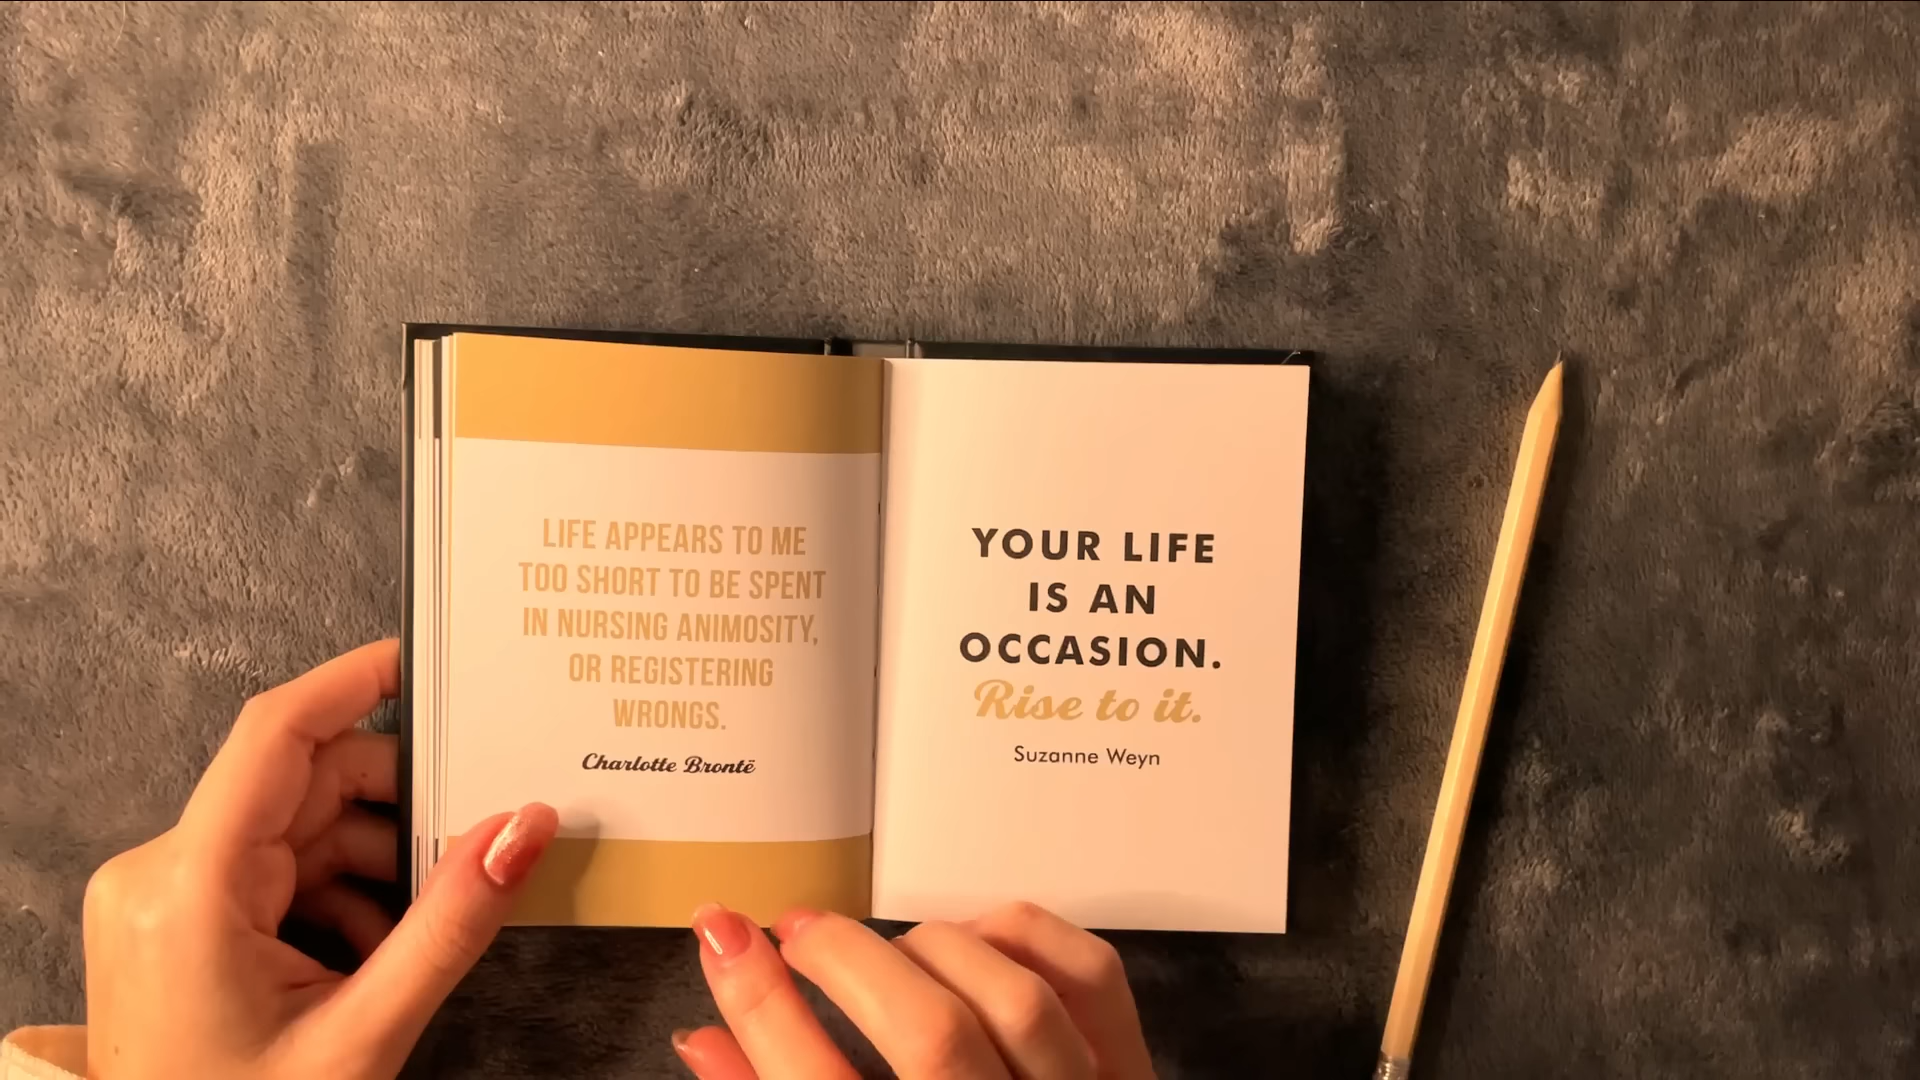 LIFE APPEARS TO ME
TOO SHORT TO BE SPENT
IN NURSING ANIMOSITY,
OR REGISTERING
WRONGS.
Charlotte Brontë
YOUR LIFE
IS AN
OCCASION.
Rise to it.
Suzanne Weyn